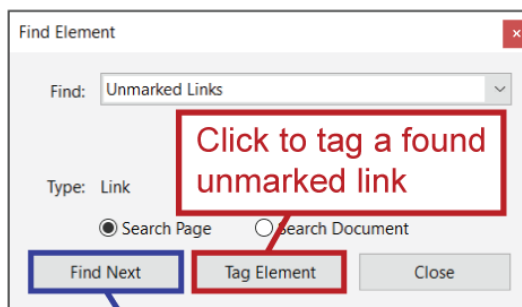 Find Element
Find: Unmarked Links
Click to tag a found
unmarked link
Type: Link
Search Page Search Document
Find Next Tag Element Close